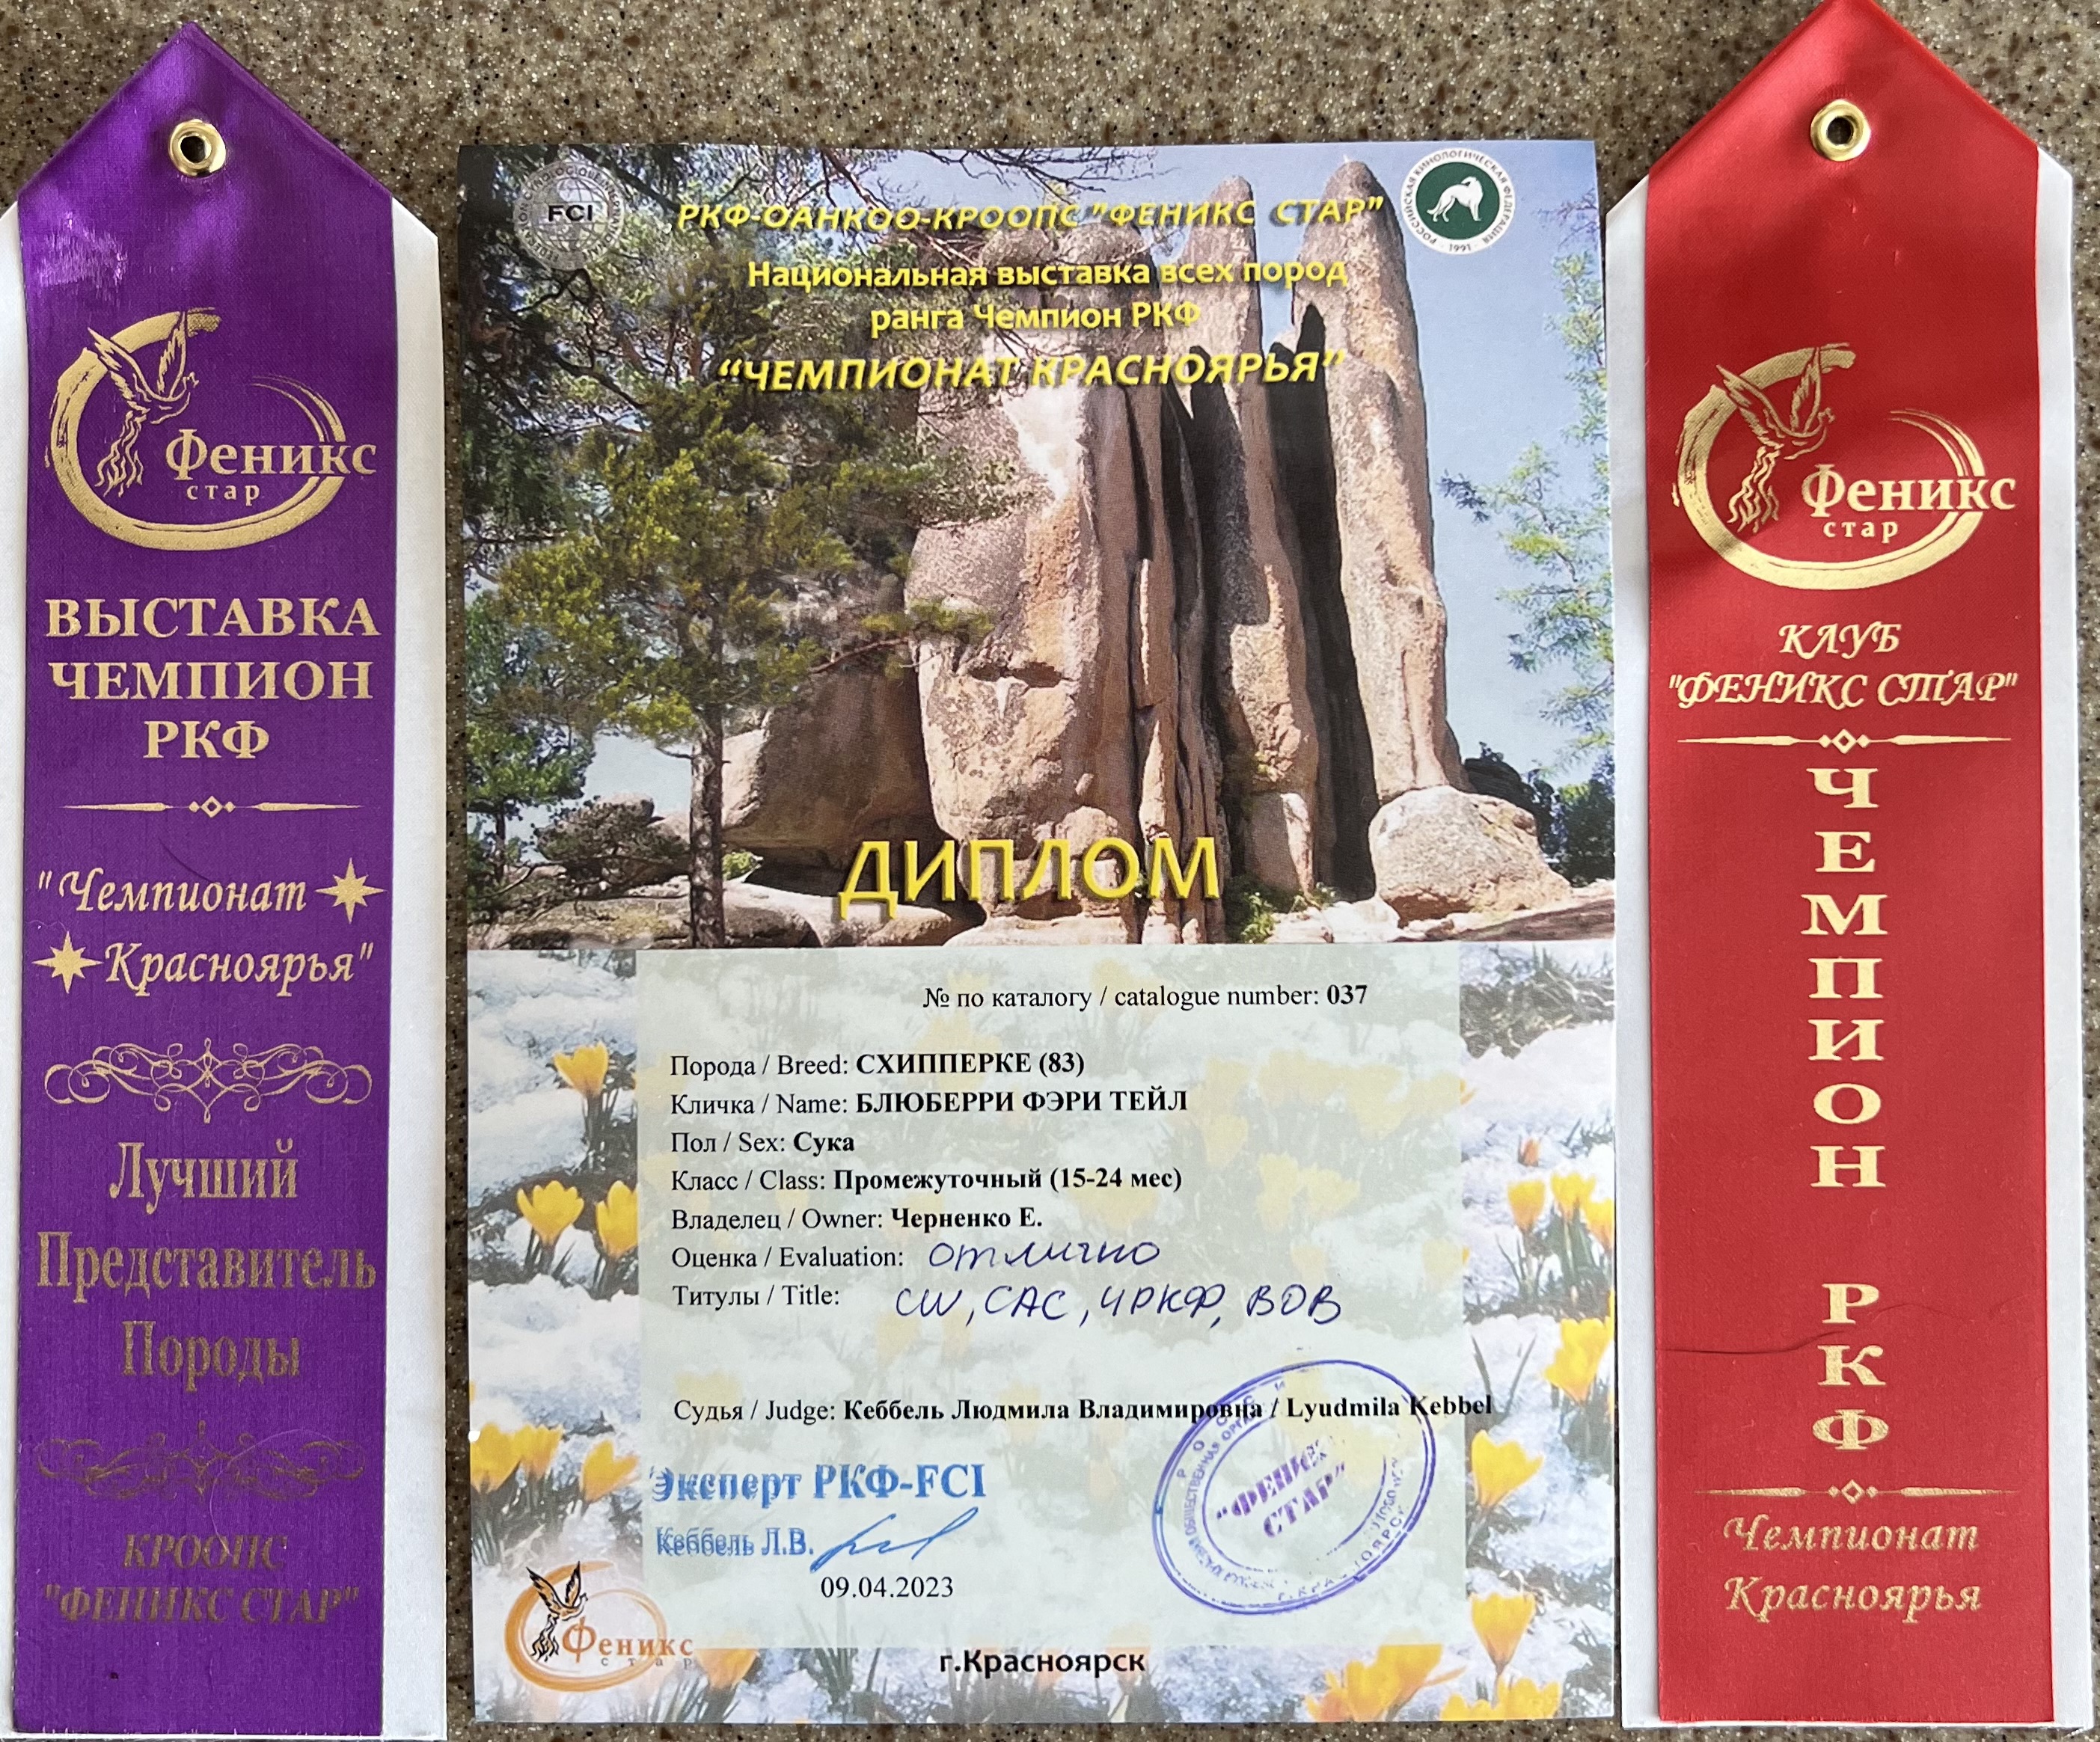 Феникс
стар
ВЫСТАВКА
ЧЕМПИОН
РКФ
"Чемпионат
Красноярья"
Лучший
Представитель
Породы
КРООПС
"ФЕНИКС СТАР"
FCI
РОССИЙСКАЯ КИНОЛОГИЧЕСКАЯ ФЕДЕРАЦИЯ
1991
РКФ-ОАНКОО-КРООПС "ФЕНИКС СТАР"
Национальная выставка всех пород
ранга Чемпион РКФ
“ЧЕМПИОНАТ КРАСНОЯРЬЯ”
ДИПЛОМ
№ по каталогу / catalogue number: 037
Порода / Breed: СХИППЕРКЕ (83)
Кличка / Name: БЛЮБЕРРИ ФЭРИ ТЕЙЛ
Пол / Sex: Сука
Класс / Class: Промежуточный (15-24 мес)
Владелец / Owner: Черненко Е.
Оценка / Evaluation: отлично
Титулы / Title: CW, CAC, ЧРКФ, BOB
Судья / Judge: Кеббель Людмила Владимировна / Lyudmila Kebbel
Эксперт РКФ-FCI
Кеббель Л.В.
"ФЕНИКС
СТАР"
09.04.2023
Феникс
стар
г.Красноярск
Феникс
стар
КЛУБ
"ФЕНИКС СТАР"
ЧЕМПИОН
РКФ
Чемпионат
Красноярья